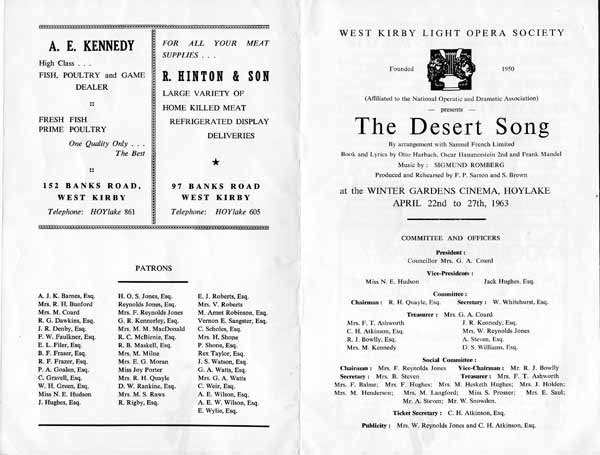 A. E. KENNEDY
High Class . . .
FISH, POULTRY and GAME
DEALER
::
FRESH FISH
PRIME POULTRY
One Quality Only . . .
The Best
::
152 BANKS ROAD,
WEST KIRBY
Telephone: HOYlake 861
FOR ALL YOUR MEAT
SUPPLIES . . .
R. HINTON & SON
LARGE VARIETY OF
HOME KILLED MEAT
REFRIGERATED DISPLAY
DELIVERIES
★
97 BANKS ROAD
WEST KIRBY
Telephone: HOYlake 605
PATRONS
A. J. K. Barnes, Esq.
Mrs. R. H. Bunford
Mrs. M. Coard
R. G. Dawkins, Esq.
J. R. Denby, Esq.
F. W. Faulkner, Esq.
E. L. Filer, Esq.
B. F. Fraser, Esq.
R. F. Frazer, Esq.
P. A. Goalen, Esq.
C. Gravell, Esq.
W. H. Green, Esq.
Miss N. E. Hudson
J. Hughes, Esq.
H. O. S. Jones, Esq.
Reynolds Jones, Esq.
Mrs. F. Reynolds Jones
G. R. Kennerley, Esq.
Mrs. M. M. MacDonald
R. C. McBirnie, Esq.
R. B. Maskell, Esq.
Mrs. M. Milne
Mrs. E. G. Moran
Miss Joy Porter
Mrs. R. H. Quayle
D. W. Rankine, Esq.
Mrs. M. S. Raws
R. Rigby, Esq.
E. J. Roberts, Esq.
Mrs. V. Roberts
M. Amet Robinson, Esq.
Vernon E. Sangster, Esq.
C. Scholes, Esq.
Mrs. H. Shone
P. Shone, Esq.
Rex Taylor, Esq.
J. S. Watsell, Esq.
G. A. Watts, Esq.
Mrs. G. A. Watts
C. Weir, Esq.
A. E. Wilson, Esq.
A. E. W. Wilson, Esq.
E. Wylie, Esq.
WEST KIRBY LIGHT OPERA SOCIETY
Founded 1950
(Affiliated to the National Operatic and Dramatic Association)
— presents —
The Desert Song
By arrangement with Samuel French Limited
Book and Lyrics by Otto Harbach, Oscar Hammerstein 2nd and Frank Mandel
Music by : SIGMUND ROMBERG
Produced and Rehearsed by F. P. Sarson and S. Brown
at the WINTER GARDENS CINEMA, HOYLAKE
APRIL 22nd to 27th, 1963
COMMITTEE AND OFFICERS
President :
Councillor Mrs. G. A. Coard
Vice-Presidents :
Miss N. E. Hudson Jack Hughes, Esq.
Committee :
Chairman : R. H. Quayle, Esq. Secretary : W. Whitehurst, Esq.
Treasurer : Mrs. G. A. Coard
Mrs. F. T. Ashworth J. R. Kennedy, Esq.
C. H. Atkinson, Esq. Mrs. W. Reynolds Jones
R. J. Bowlly, Esq. A. Steven, Esq.
Mrs. M. Kennedy D. S. Williams, Esq.
Social Committee :
Chairman : Mrs. F. Reynolds Jones Vice-Chairman : Mr. R. J. Bowlly
Secretary : Mrs. B. Steven Treasurer : Mrs. F. T. Ashworth
Mrs. F. Balme; Mrs. F. Hughes; Mrs. M. Hesketh Hughes; Mrs. J. Holden;
Mrs. M. Henderson; Mrs. M. Langford; Miss S. Prosser; Mrs. E. Saul;
Mr. A. Steven; Mr. W. Snowden.
Ticket Secretary : C. H. Atkinson, Esq.
Publicity : Mrs. W. Reynolds Jones and C. H. Atkinson, Esq.